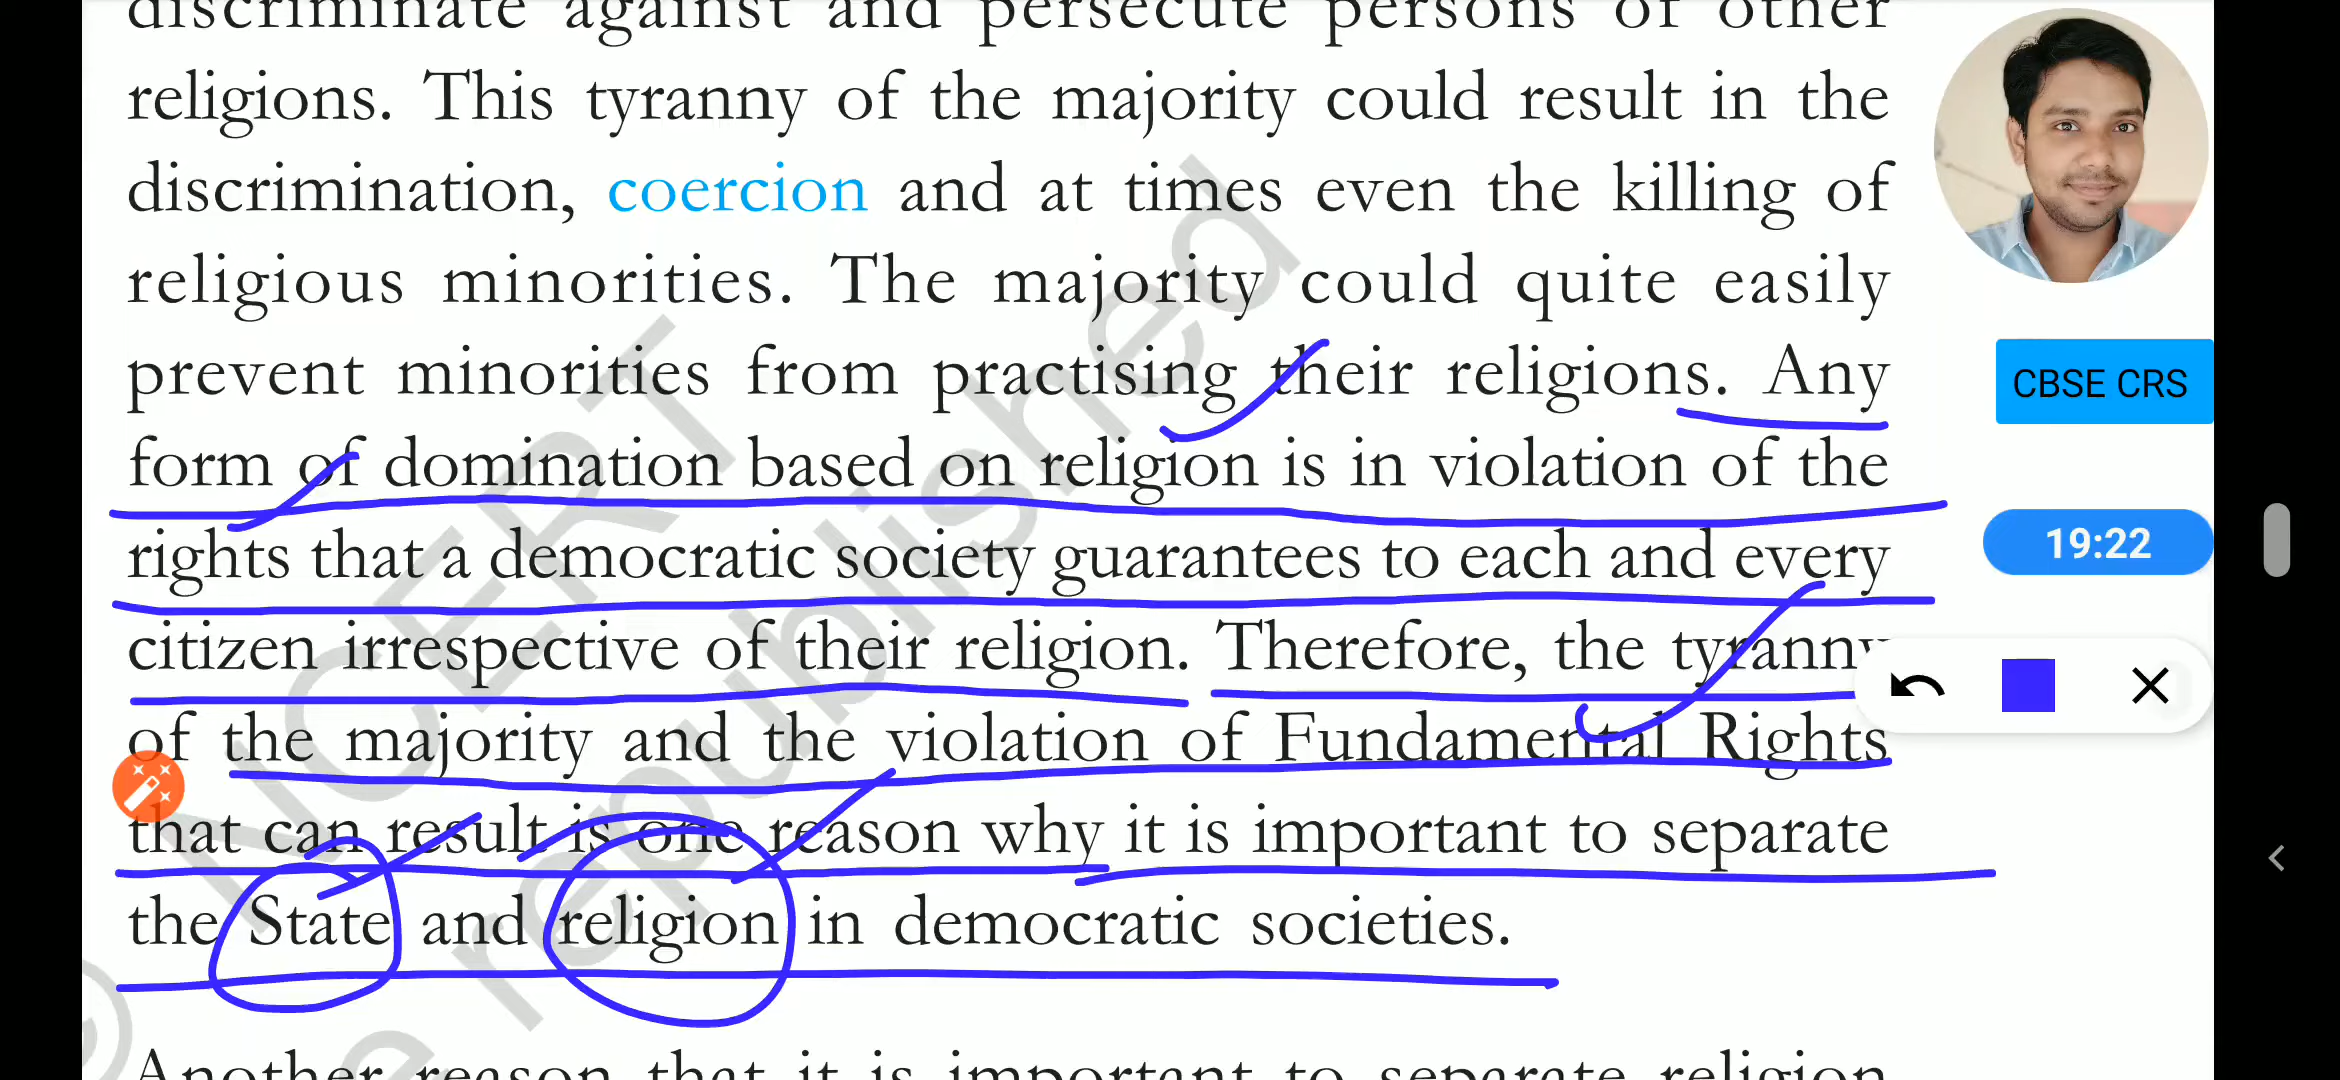 discriminate against and persecute persons of other
religions. This tyranny of the majority could result in the
discrimination, coercion and at times even the killing of
religious minorities. The majority could quite easily
prevent minorities from practising their religions. Any
form of domination based on religion is in violation of the
rights that a democratic society guarantees to each and every
citizen irrespective of their religion. Therefore, the tyranny
of the majority and the violation of Fundamental Rights
that can result is one reason why it is important to separate
the State and religion in democratic societies.
Another reason that it is important to separate religion
CBSE CRS
19:22
© NCERT
republished